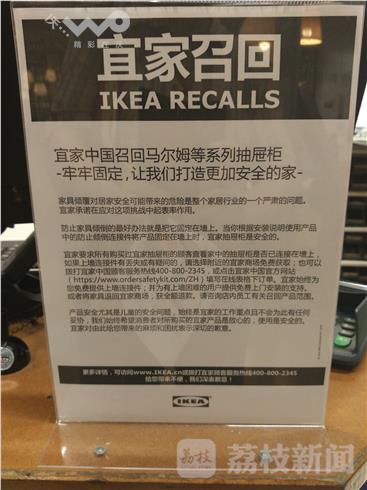 精彩
宜家召回
IKEA RECALLS
宜家中国召回马尔姆等系列抽屉柜
-牢牢固定，让我们打造更加安全的家-
家具倾覆对居家安全可能带来的危险是整个家居行业的一个严肃的问题。
宜家承诺在应对这项挑战中起表率作用。
防止家具倾倒的最好办法就是把它固定在墙上。当你根据安装说明使用产品
中的防止倾倒连接件将产品固定在墙上时，宜家抽屉柜是安全的。
宜家要求所有购买过宜家抽屉柜的顾客查看家中的抽屉柜是否已连接在墙上，
如果上墙连接件有丢失或有疑问的，请选择附近的宜家商场免费获取；也可以
拨打宜家中国顾客服务热线400-800-2345，或点击宜家中国官方网站
（https://www.ordersafetykit.com/ZH）填写在线表格下订单。宜家始终为
您免费提供上墙连接件；并为有上墙困难的用户提供免费上门安装的支持。
或者将家具退回宜家商场，获全额退款。请咨询店内员工有关召回产品范围。
产品安全尤其是儿童的安全问题，始终是宜家的工作重点且不会为此有任何
妥协，我们始终希望消费者对所购买的宜家产品是放心的，使用是安全的。
宜家对由此给您带来的麻烦和困扰表示深切的歉意。
更多详情，可访问www.IKEA.cn或拨打宜家顾客服务热线400-800-2345
给您带来不便，我们深表歉意！
IKEA
荔枝
荔枝新闻